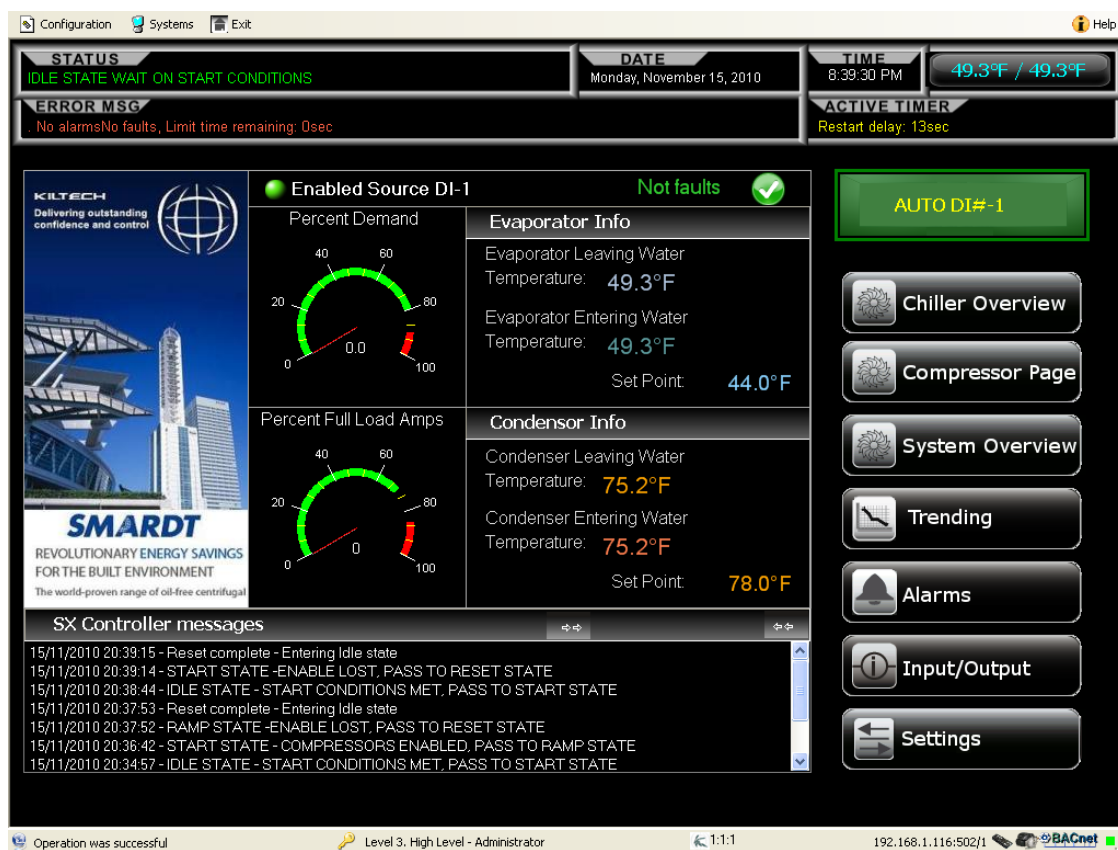 Configuration Systems Exit Help
STATUS
IDLE STATE WAIT ON START CONDITIONS
DATE
Monday, November 15, 2010
TIME
8:39:30 PM
49.3ºF / 49.3ºF
ERROR MSG
. No alarmsNo faults, Limit time remaining: 0sec
ACTIVE TIMER
Restart delay: 13sec
KILTECH
Delivering outstanding
confidence and control
SMARDT
REVOLUTIONARY ENERGY SAVINGS
FOR THE BUILT ENVIRONMENT
The world-proven range of oil-free centrifugal
Enabled Source DI-1
Not faults
Percent Demand
0
20
40
60
80
100
0.0
Evaporator Info
Evaporator Leaving Water
Temperature: 49.3°F
Evaporator Entering Water
Temperature: 49.3°F
Set Point: 44.0°F
Percent Full Load Amps
0
20
40
60
80
100
0
Condensor Info
Condenser Leaving Water
Temperature: 75.2°F
Condenser Entering Water
Temperature: 75.2°F
Set Point: 78.0°F
AUTO DI#-1
Chiller Overview
Compressor Page
System Overview
Trending
Alarms
Input/Output
Settings
SX Controller messages
15/11/2010 20:39:15 - Reset complete - Entering Idle state
15/11/2010 20:39:14 - START STATE -ENABLE LOST, PASS TO RESET STATE
15/11/2010 20:38:44 - IDLE STATE - START CONDITIONS MET, PASS TO START STATE
15/11/2010 20:37:53 - Reset complete - Entering Idle state
15/11/2010 20:37:52 - RAMP STATE -ENABLE LOST, PASS TO RESET STATE
15/11/2010 20:36:42 - START STATE - COMPRESSORS ENABLED, PASS TO RAMP STATE
15/11/2010 20:34:57 - IDLE STATE - START CONDITIONS MET, PASS TO START STATE
Operation was successful Level 3. High Level - Administrator 1:1:1 192.168.1.116:502/1 BACnet